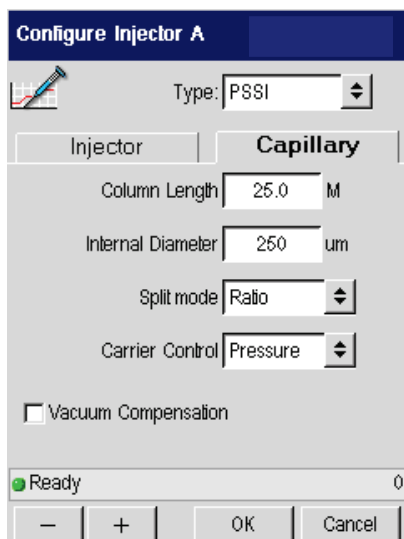 Configure Injector A
Type: PSSI
Injector Capillary
Column Length 25.0 M
Internal Diameter 250 um
Split mode Ratio
Carrier Control Pressure
Vacuum Compensation
Ready 0
− + OK Cancel